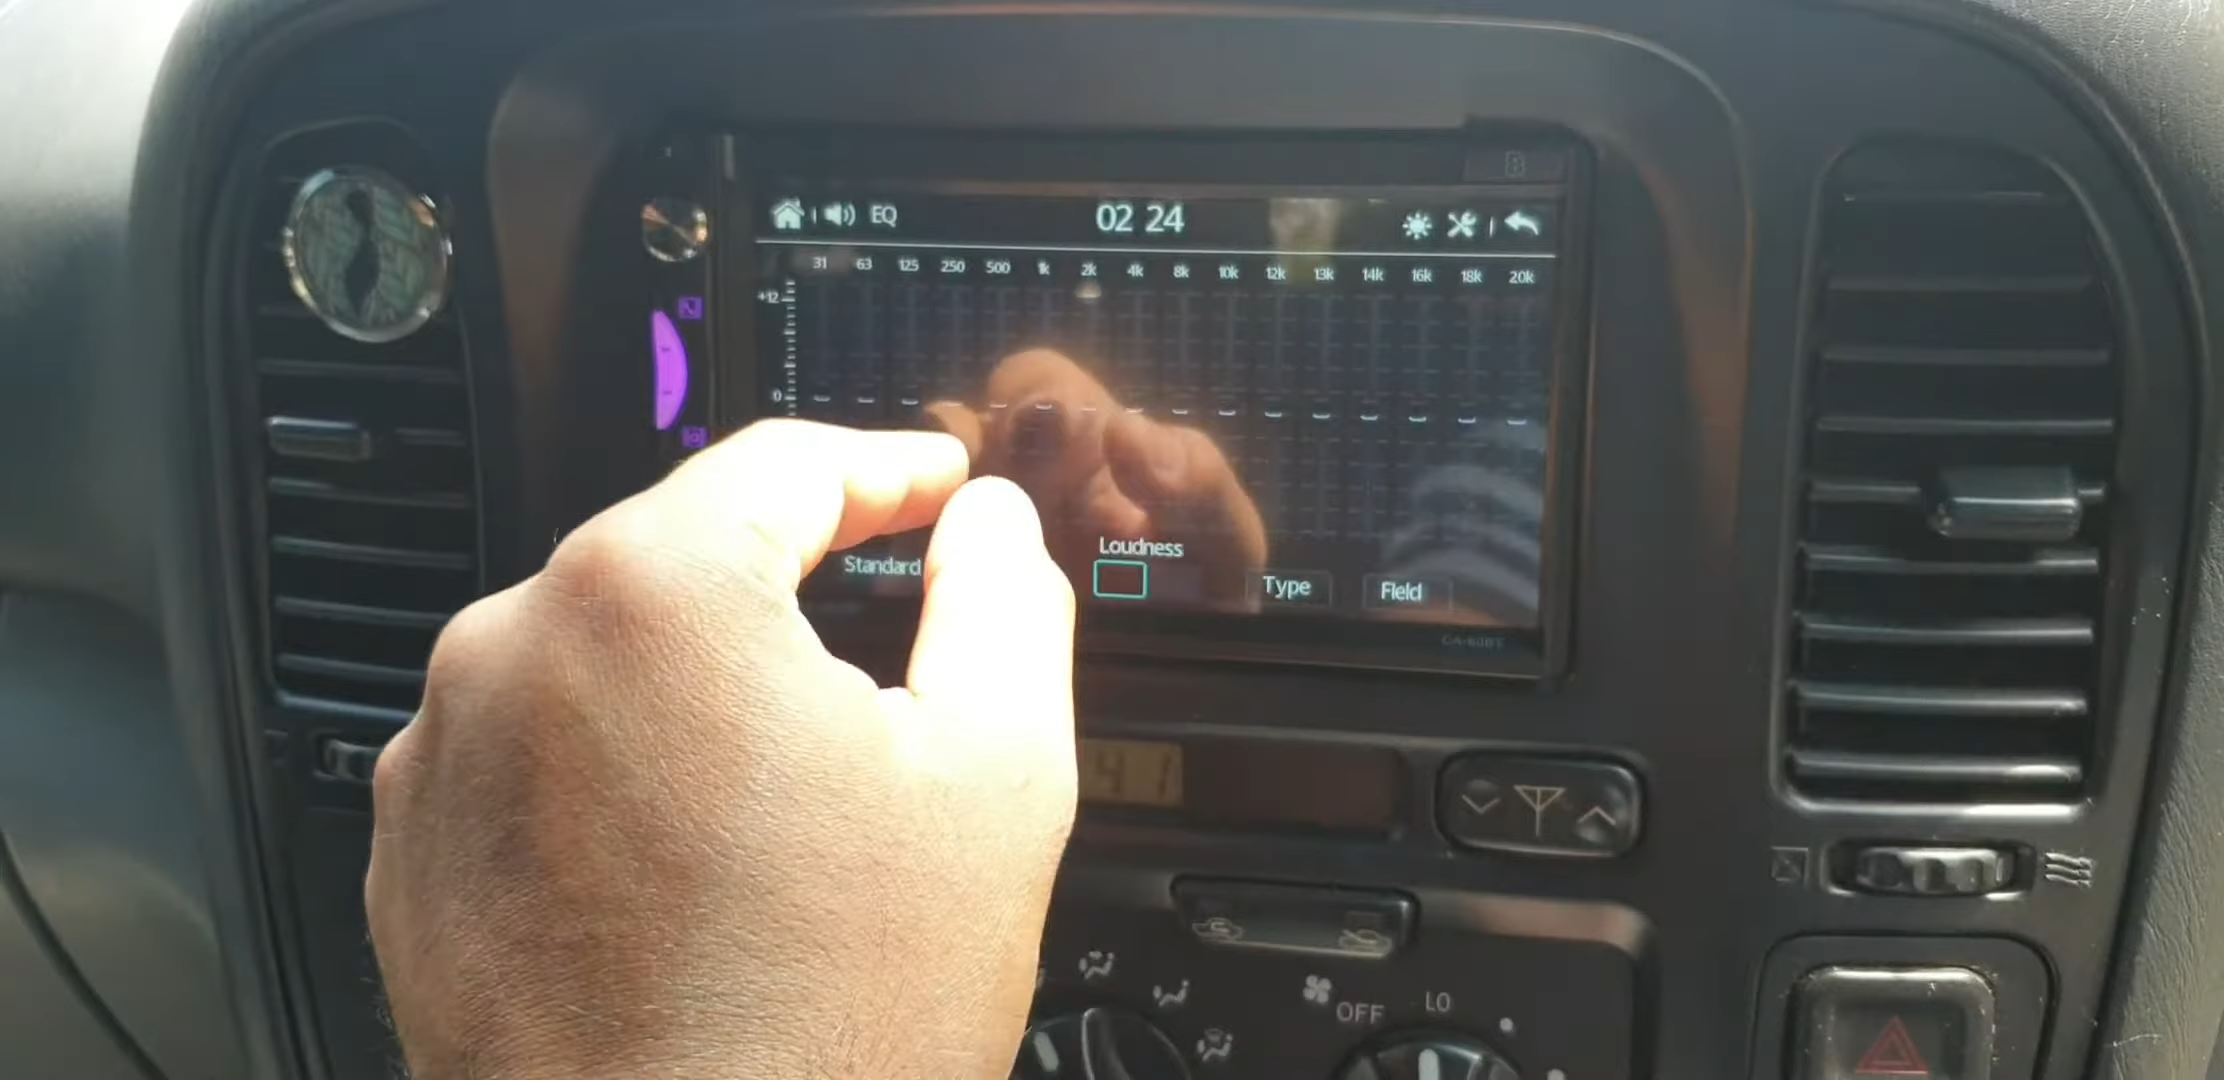 EQ 02 24
31 63 125 250 500 1k 2k 4k 8k 10k 12k 13k 14k 16k 18k 20k
+12
0
Loudness
Standard
Type Field
41
LO
OFF